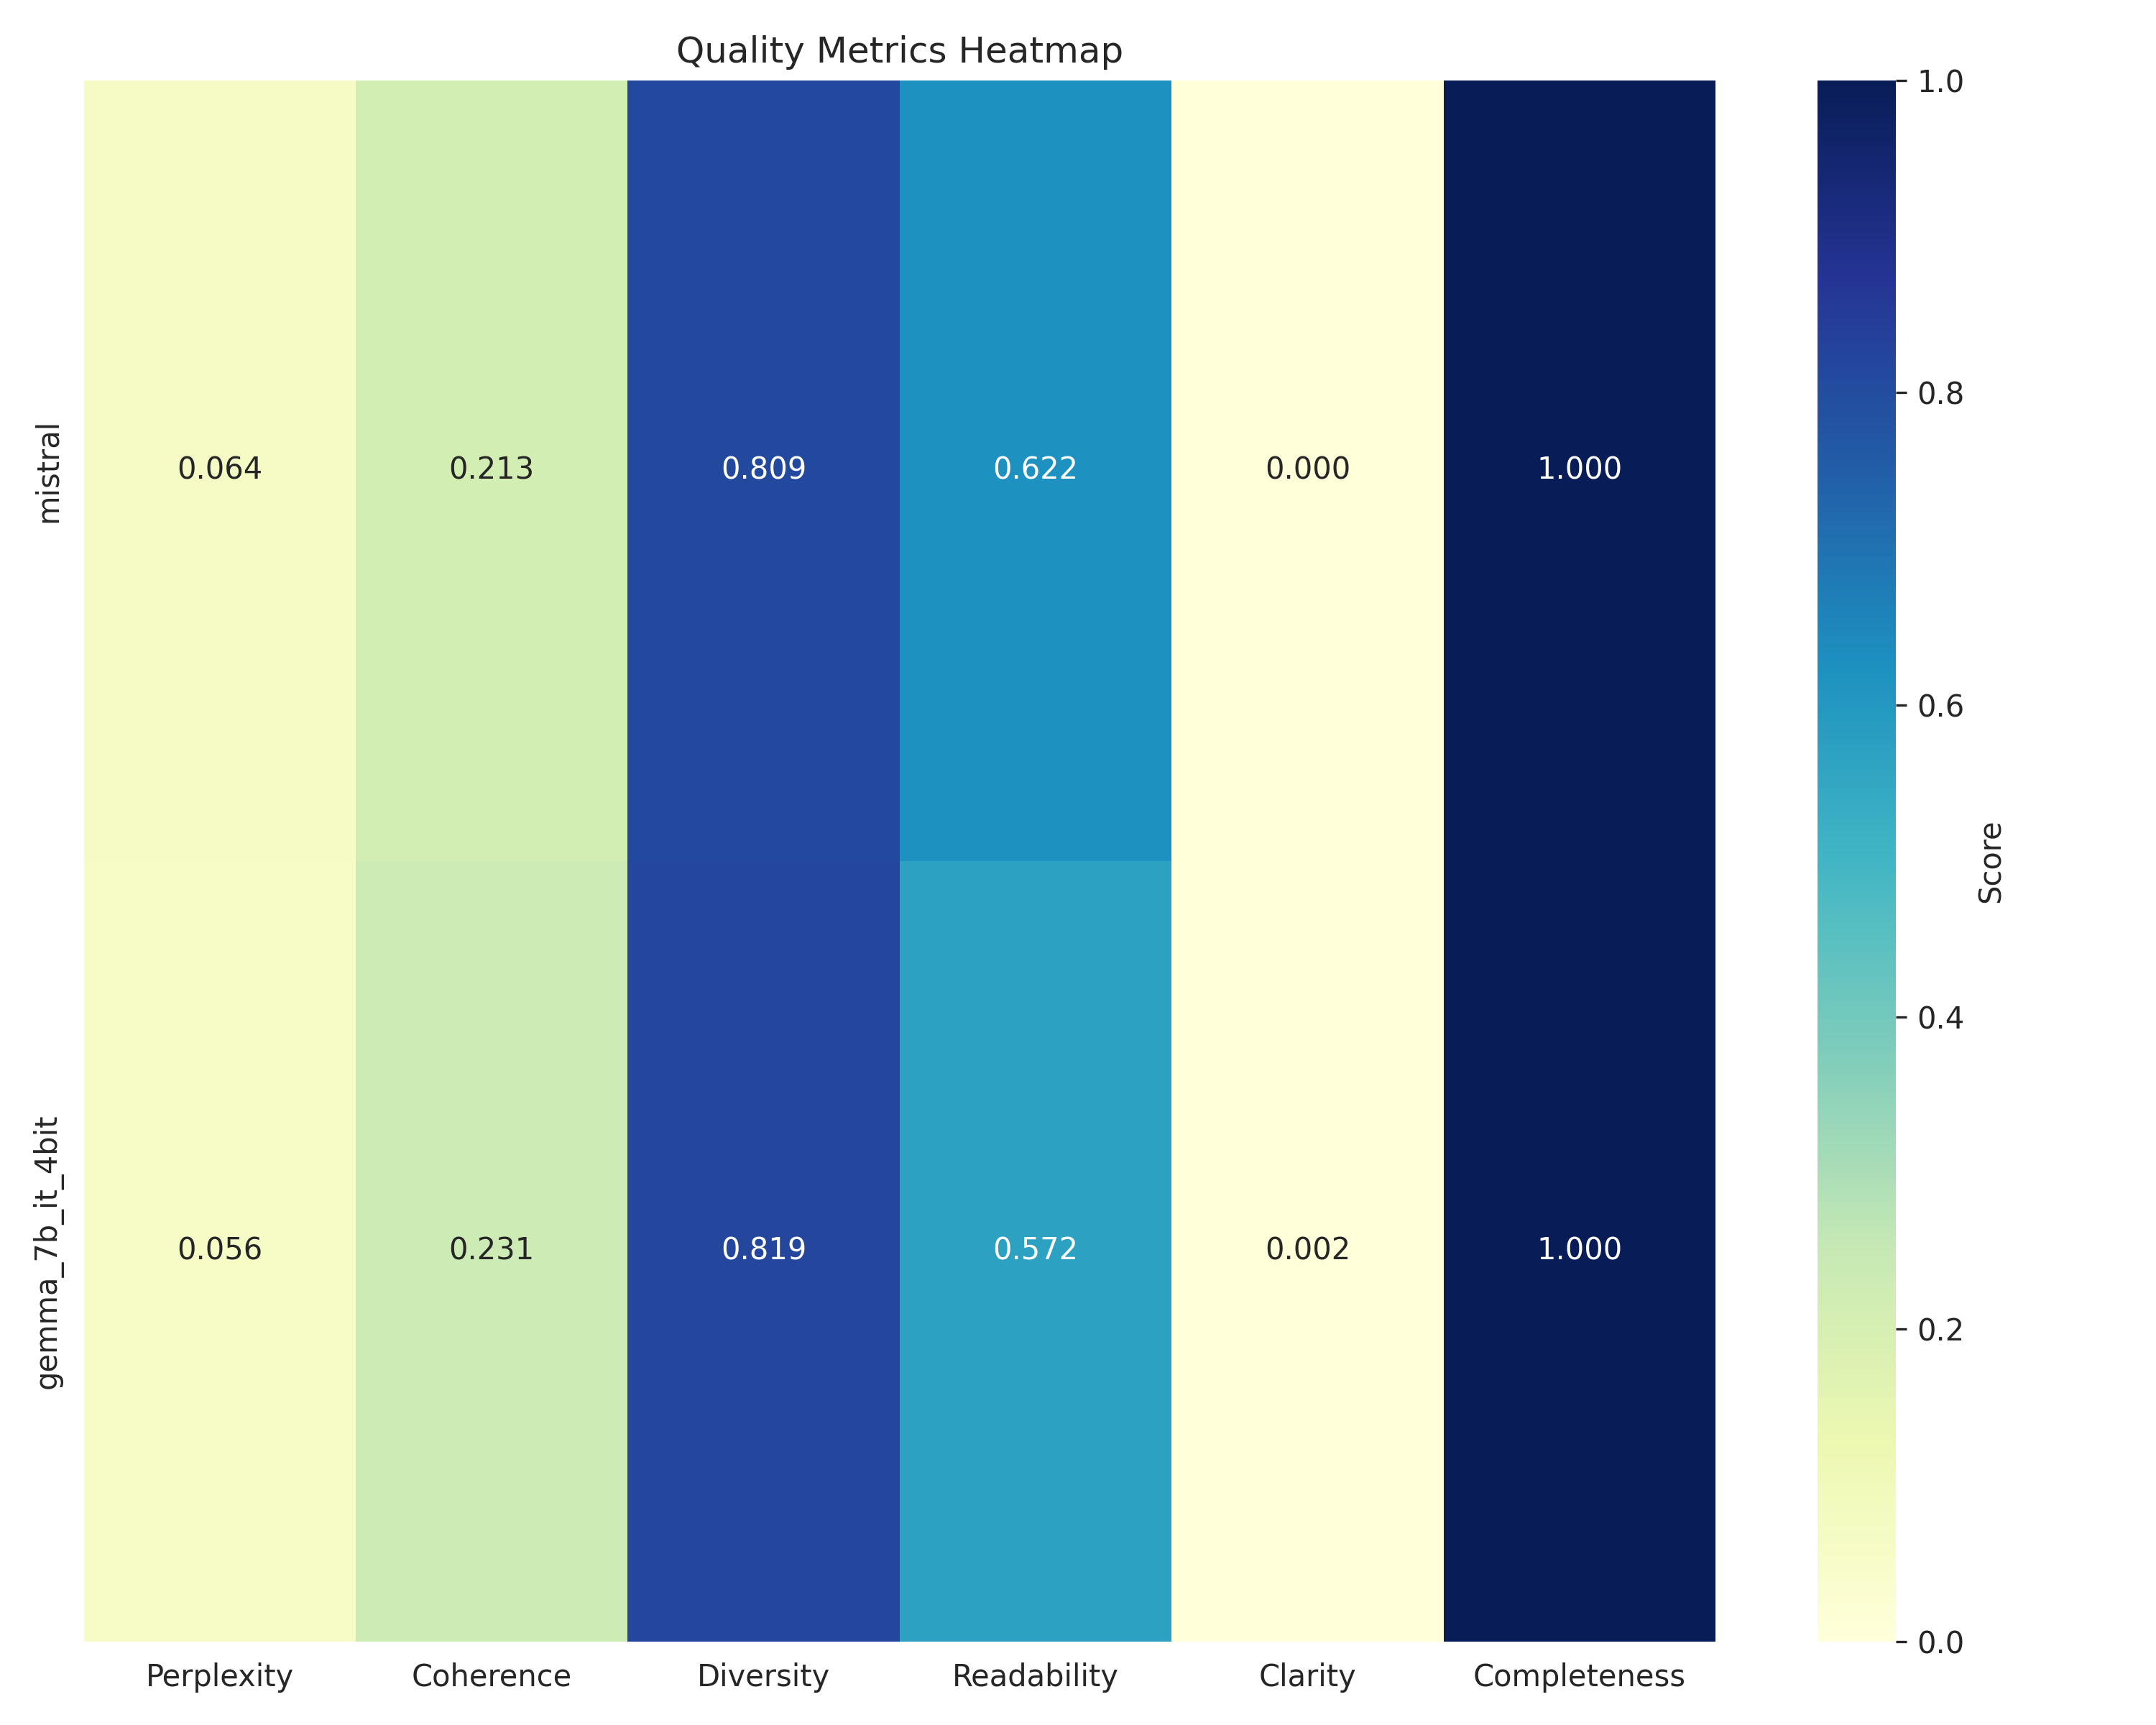 Quality Metrics Heatmap
mistral
0.064 0.213 0.809 0.622 0.000 1.000
gemma_7b_it_4bit
0.056 0.231 0.819 0.572 0.002 1.000
Perplexity Coherence Diversity Readability Clarity Completeness
1.0
0.8
0.6
0.4
0.2
0.0
Score